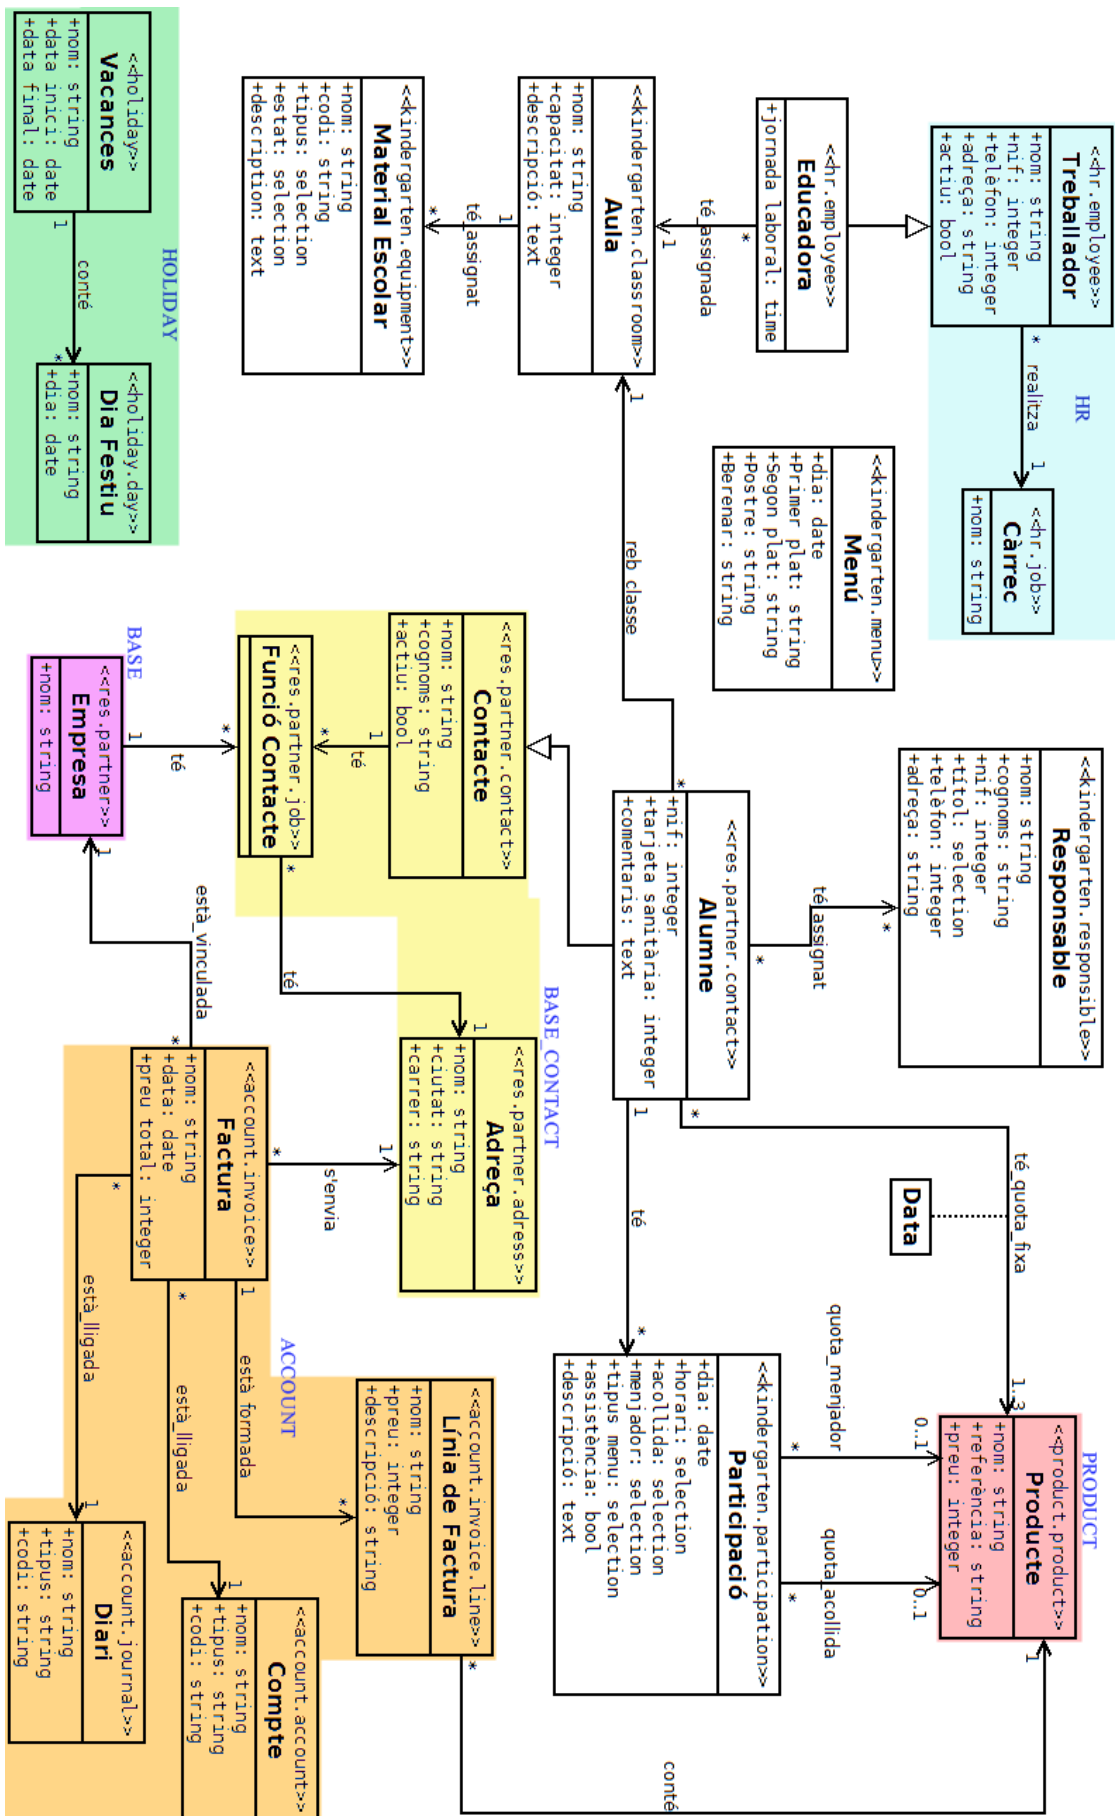 HR
<<hr.employee>>
Treballador
+nom: string
+nif: integer
+telèfon: integer
+adreça: string
+actiu: bool
*
realitza
1
<<hr.job>>
Càrrec
+nom: string
<<hr.employee>>
Educadora
+jornada laboral: time
*
té_assignada
1
<<kindergarten.classroom>>
Aula
+nom: string
+capacitat: integer
+descripció: text
1
té_assignat
*
<<kindergarten.equipment>>
Material Escolar
+nom: string
+codi: string
+tipus: selection
+estat: selection
+description: text
<<kindergarten.menu>>
Menú
+dia: date
+Primer plat: string
+Segon plat: string
+Postre: string
+Berenar: string
<<kindergarten.responsible>>
Responsable
+nom: string
+cognoms: string
+nif: integer
+títol: selection
+telèfon: integer
+adreça: string
*
té_assignat
*
<<res.partner.contact>>
Alumne
+nif: integer
+tarjeta sanitària: integer
+comentaris: text
*
reb classe
1
*
té_quota_fixa
1..3
Data
PRODUCT
<<product.product>>
Producte
+nom: string
+referència: string
+preu: integer
0..1
quota_menjador
*
0..1
quota_acollida
*
1
té
*
<<kindergarten.participation>>
Participació
+dia: date
+horari: selection
+acollida: selection
+menjador: selection
+tipus menu: selection
+assistència: bool
+descripció: text
BASE_CONTACT
<<res.partner.contact>>
Contacte
+nom: string
+cognoms: string
+actiu: bool
1
té
*
<<res.partner.job>>
Funció Contacte
*
té
1
<<res.partner.adress>>
Adreça
+nom: string
+ciutat: string
+carrer: string
*
té
1
BASE
<<res.partner>>
Empresa
+nom: string
1
està_vinculada
*
1
s'envia
*
ACCOUNT
<<account.invoice>>
Factura
+nom: string
+data: date
+preu total: integer
1
està formada
*
<<account.invoice.line>>
Línia de Factura
+nom: string
+preu: integer
+descripció: string
*
conté
1
*
està_lligada
1
<<account.account>>
Compte
+nom: string
+tipus: string
+codi: string
*
està_lligada
1
<<account.journal>>
Diari
+nom: string
+tipus: string
+codi: string
HOLIDAY
<<holiday>>
Vacances
+nom: string
+data inici: date
+data final: date
1
conté
*
<<holiday.day>>
Dia Festiu
+nom: string
+dia: date